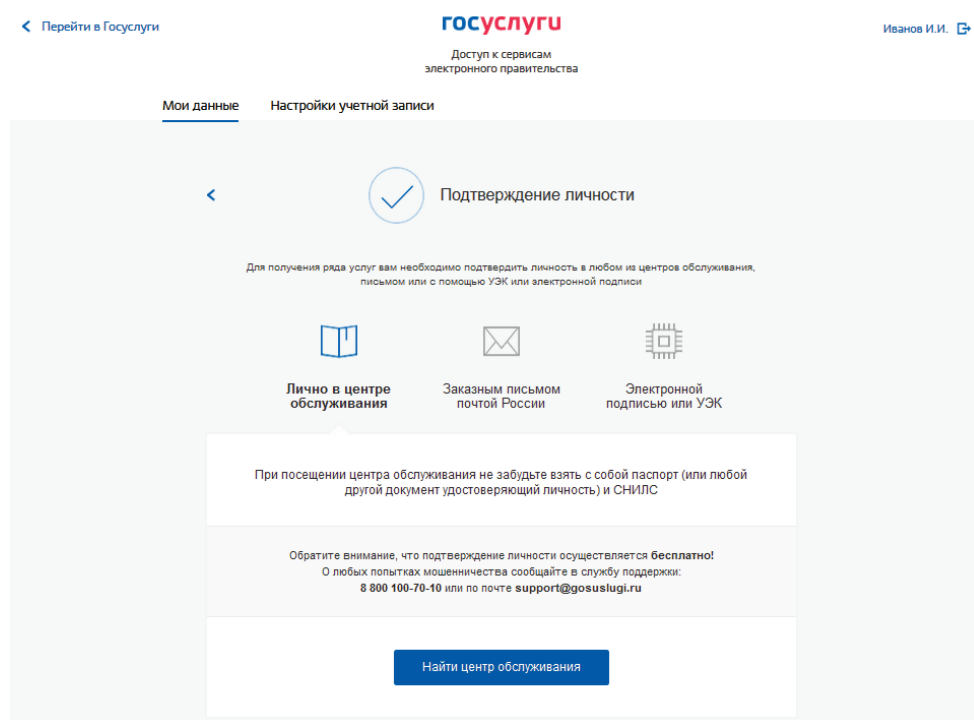 Перейти в Госуслуги
госуслуги
Иванов И.И.
Доступ к сервисам
электронного правительства
Мои данные
Настройки учетной записи
Подтверждение личности
Для получения ряда услуг вам необходимо подтвердить личность в любом из центров обслуживания,
письмом или с помощью УЭК или электронной подписи
Лично в центре
обслуживания
Заказным письмом
почтой России
Электронной
подписью или УЭК
При посещении центра обслуживания не забудьте взять с собой паспорт (или любой
другой документ удостоверяющий личность) и СНИЛС
Обратите внимание, что подтверждение личности осуществляется бесплатно!
О любых попытках мошенничества сообщайте в службу поддержки:
8 800 100-70-10 или по почте support@gosuslugi.ru
Найти центр обслуживания